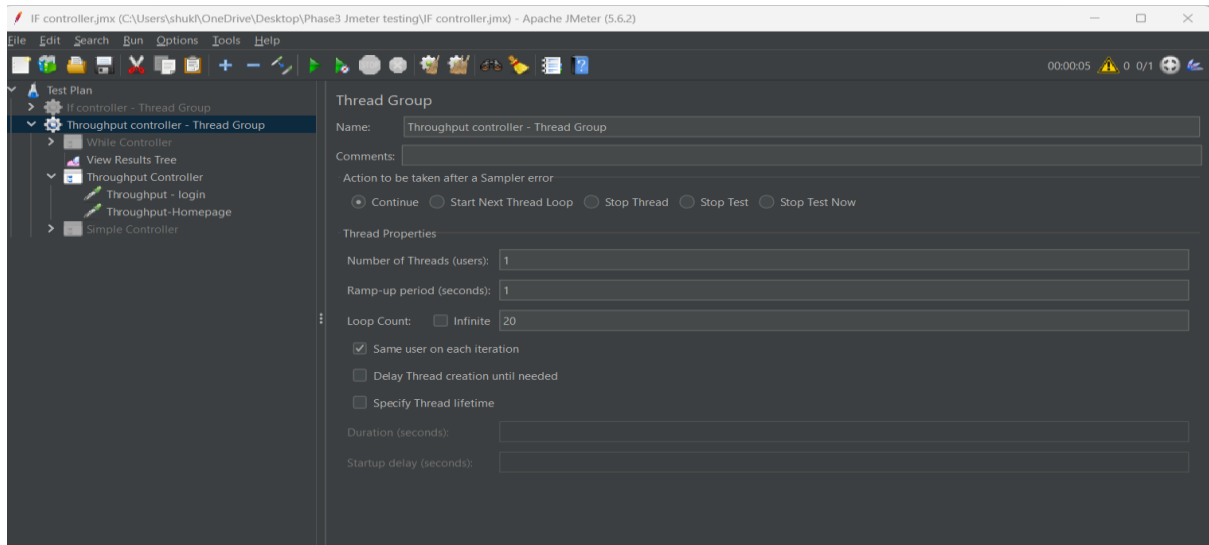 IF controller.jmx (C:\Users\shukl\OneDrive\Desktop\Phase3 Jmeter testing\IF controller.jmx) - Apache JMeter (5.6.2)
File Edit Search Run Options Tools Help
00:00:05 0 0/1
Test Plan
If controller - Thread Group
Throughput controller - Thread Group
While Controller
View Results Tree
Throughput Controller
Throughput - login
Throughput-Homepage
Simple Controller
Thread Group
Name: Throughput controller - Thread Group
Comments:
Action to be taken after a Sampler error
Continue Start Next Thread Loop Stop Thread Stop Test Stop Test Now
Thread Properties
Number of Threads (users): 1
Ramp-up period (seconds): 1
Loop Count: Infinite 20
Same user on each iteration
Delay Thread creation until needed
Specify Thread lifetime
Duration (seconds):
Startup delay (seconds):